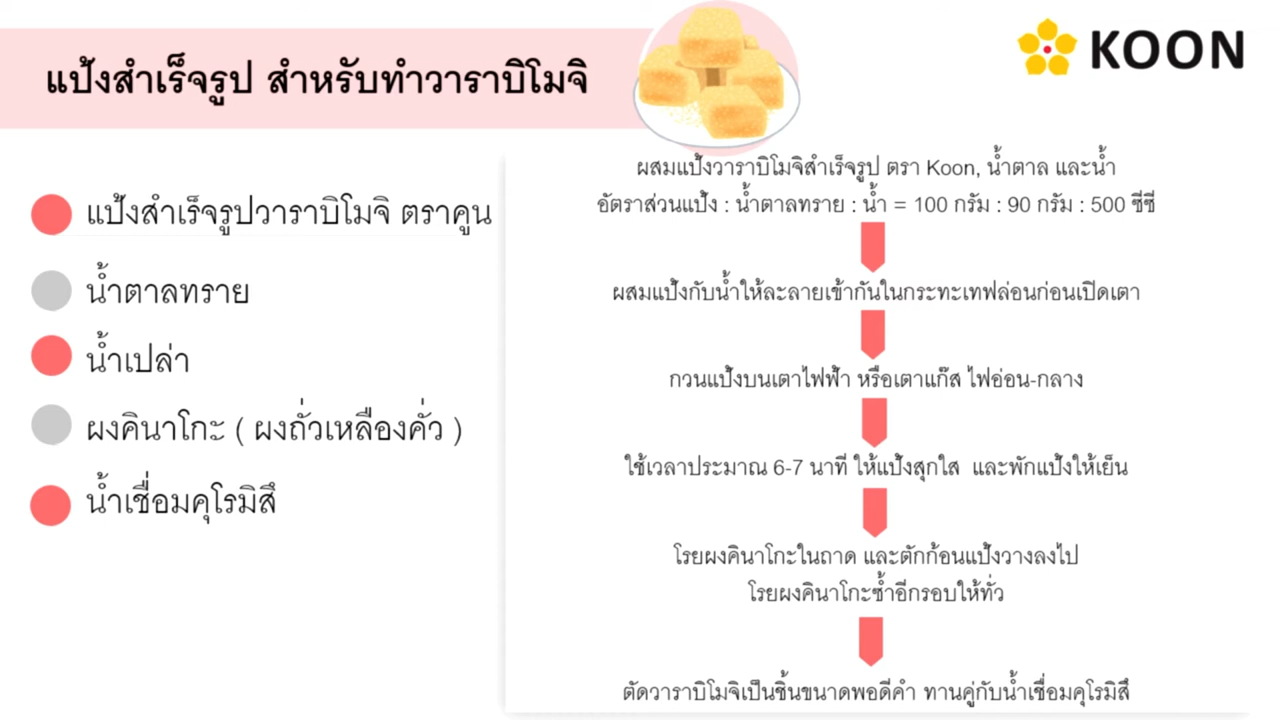 แป้งสำเร็จรูป สำหรับทำวาราบิโมจิ
KOON
แป้งสำเร็จรูปวาราบิโมจิ ตราคูน
น้ำตาลทราย
น้ำเปล่า
ผงคินาโกะ ( ผงถั่วเหลืองคั่ว )
น้ำเชื่อมคุโรมิสึ
ผสมแป้งวาราบิโมจิสำเร็จรูป ตรา Koon, น้ำตาล และน้ำ
อัตราส่วนแป้ง : น้ำตาลทราย : น้ำ = 100 กรัม : 90 กรัม : 500 ซีซี
ผสมแป้งกับน้ำให้ละลายเข้ากันในกระทะเทฟล่อนก่อนเปิดเตา
กวนแป้งบนเตาไฟฟ้า หรือเตาแก๊ส ไฟอ่อน-กลาง
ใช้เวลาประมาณ 6-7 นาที ให้แป้งสุกใส และพักแป้งให้เย็น
โรยผงคินาโกะในถาด และตักก้อนแป้งวางลงไป
โรยผงคินาโกะซ้ำอีกรอบให้ทั่ว
ตัดวาราบิโมจิเป็นชิ้นขนาดพอดีคำ ทานคู่กับน้ำเชื่อมคุโรมิสึ